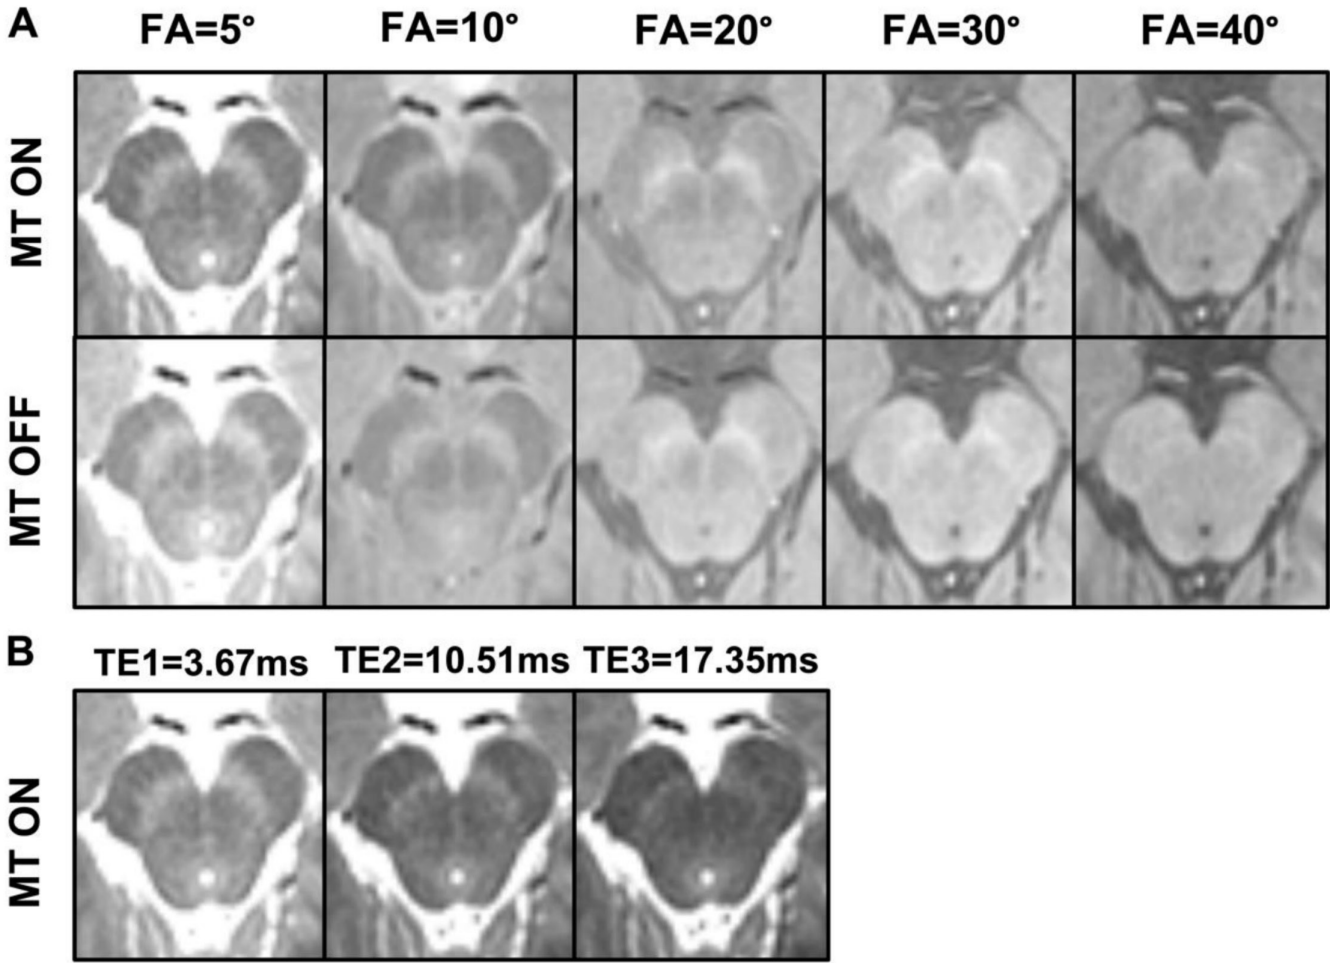 A
FA=5° FA=10° FA=20° FA=30° FA=40°
MT ON
MT OFF
B
TE1=3.67ms TE2=10.51ms TE3=17.35ms
MT ON